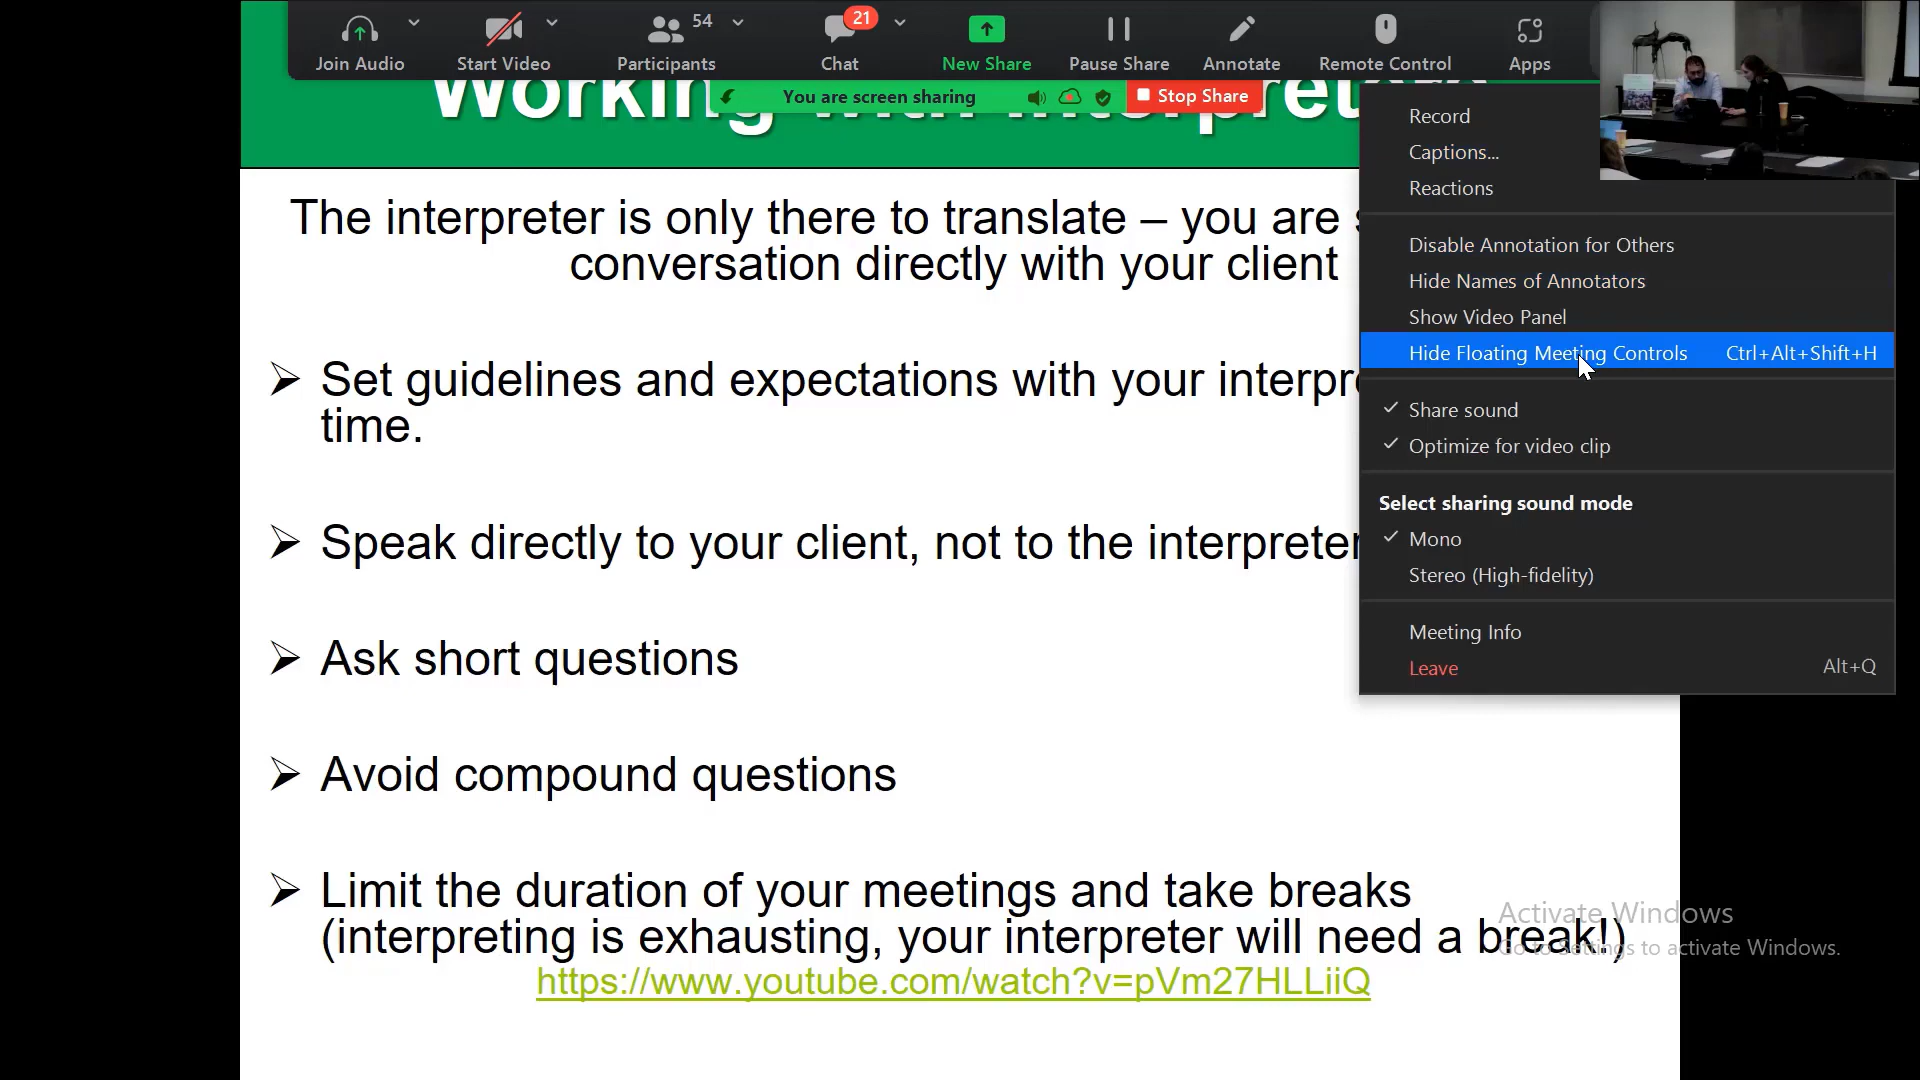 54
21
Join Audio
Start Video
Participants
Chat
New Share
Pause Share
Annotate
Remote Control
Apps
You are screen sharing
Stop Share
Record
Captions...
Reactions
Disable Annotation for Others
Hide Names of Annotators
Show Video Panel
Hide Floating Meeting Controls Ctrl+Alt+Shift+H
Share sound
Optimize for video clip
Select sharing sound mode
Mono
Stereo (High-fidelity)
Meeting Info
Leave Alt+Q
Working with
The interpreter is only there to translate – you are
conversation directly with your client
➢ Set guidelines and expectations with your
time.
➢ Speak directly to your client, not to the interpreter
➢ Ask short questions
➢ Avoid compound questions
➢ Limit the duration of your meetings and take breaks
(interpreting is exhausting, your interpreter will need a break!)
https://www.youtube.com/watch?v=pVm27HLLiiQ
Activate Windows
Go to Settings to activate Windows.